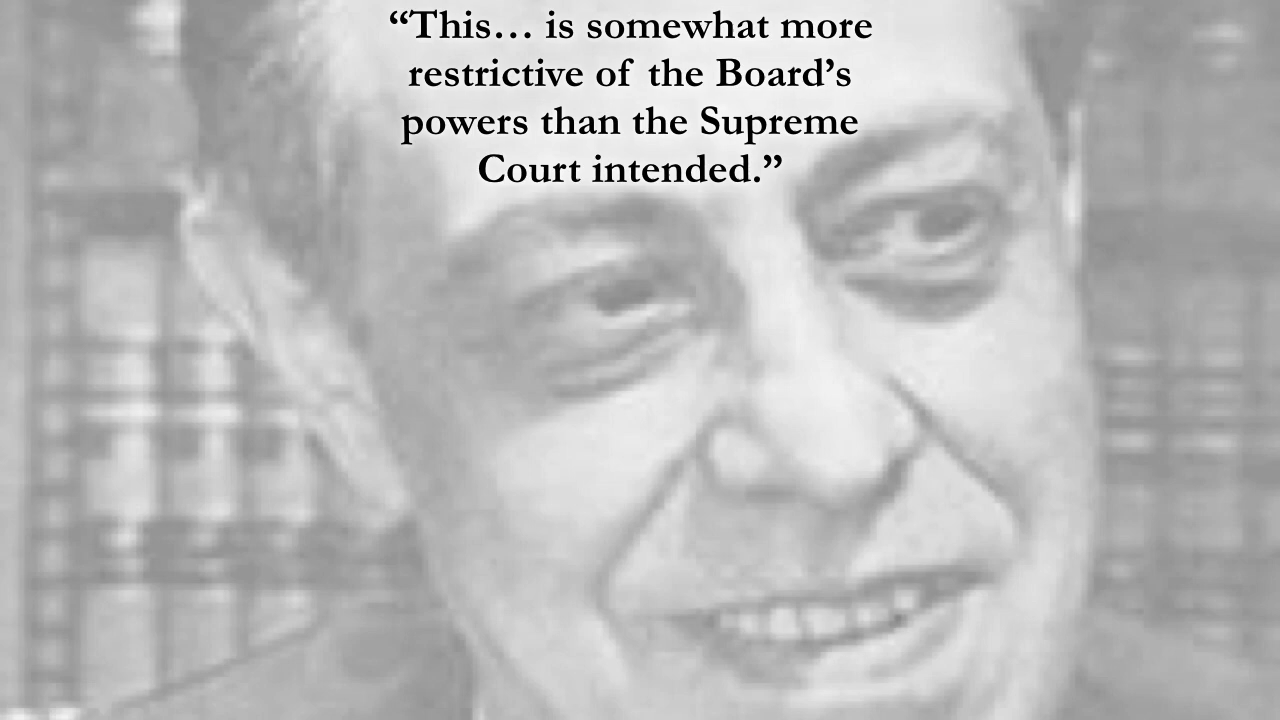 “This… is somewhat more
restrictive of the Board’s
powers than the Supreme
Court intended.”